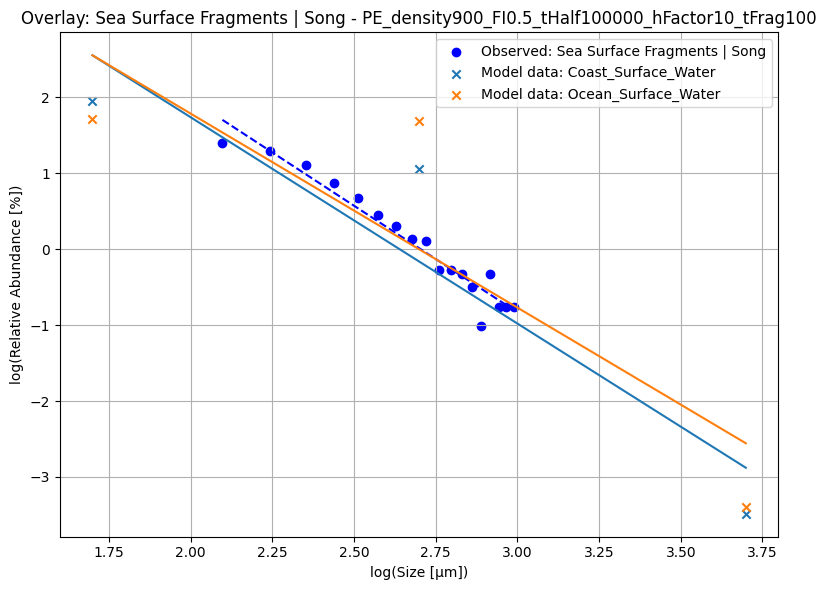 Overlay: Sea Surface Fragments | Song - PE_density900_FI0.5_tHalf100000_hFactor10_tFrag100
Observed: Sea Surface Fragments | Song
Model data: Coast_Surface_Water
Model data: Ocean_Surface_Water
log(Relative Abundance [%])
2
1
0
−1
−2
−3
1.75 2.00 2.25 2.50 2.75 3.00 3.25 3.50 3.75
log(Size [µm])